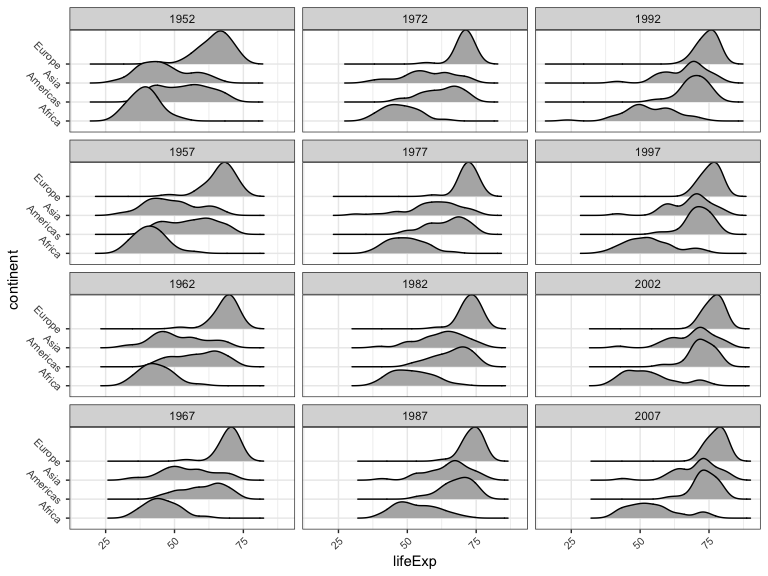 1952 1972 1992
Europe
Asia
Americas
Africa
1957 1977 1997
Europe
Asia
Americas
Africa
continent
1962 1982 2002
Europe
Asia
Americas
Africa
1967 1987 2007
Europe
Asia
Americas
Africa
25 50 75 25 50 75 25 50 75
lifeExp